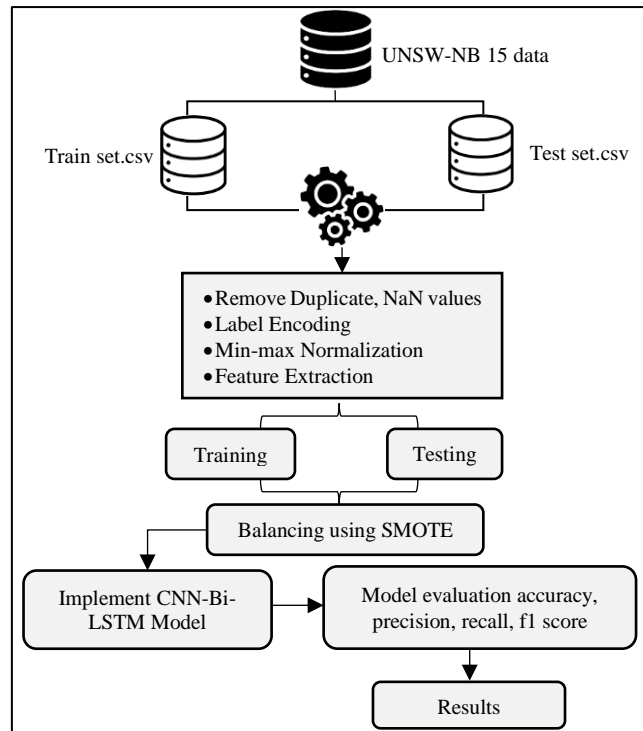 UNSW-NB 15 data
Train set.csv
Test set.csv
•Remove Duplicate, NaN values
•Label Encoding
•Min-max Normalization
•Feature Extraction
Training
Testing
Balancing using SMOTE
Implement CNN-Bi-
LSTM Model
Model evaluation accuracy,
precision, recall, f1 score
Results